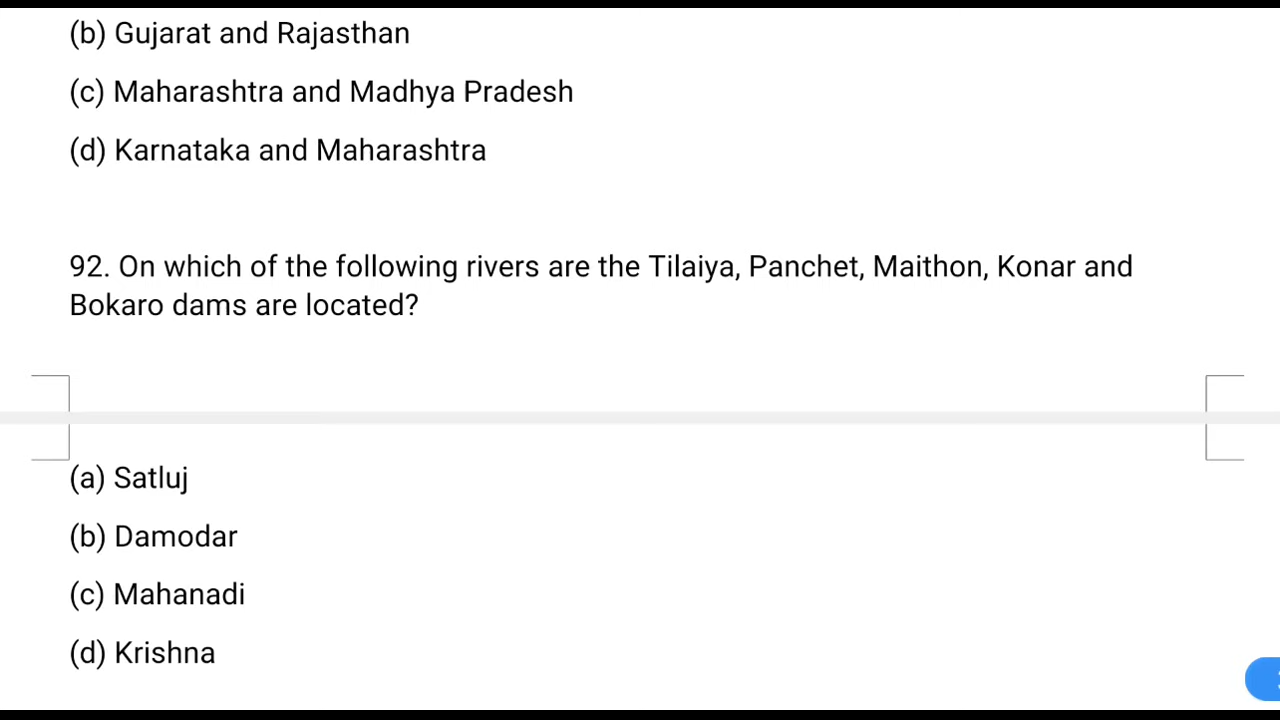 (b) Gujarat and Rajasthan
(c) Maharashtra and Madhya Pradesh
(d) Karnataka and Maharashtra
92. On which of the following rivers are the Tilaiya, Panchet, Maithon, Konar and
Bokaro dams are located?
(a) Satluj
(b) Damodar
(c) Mahanadi
(d) Krishna